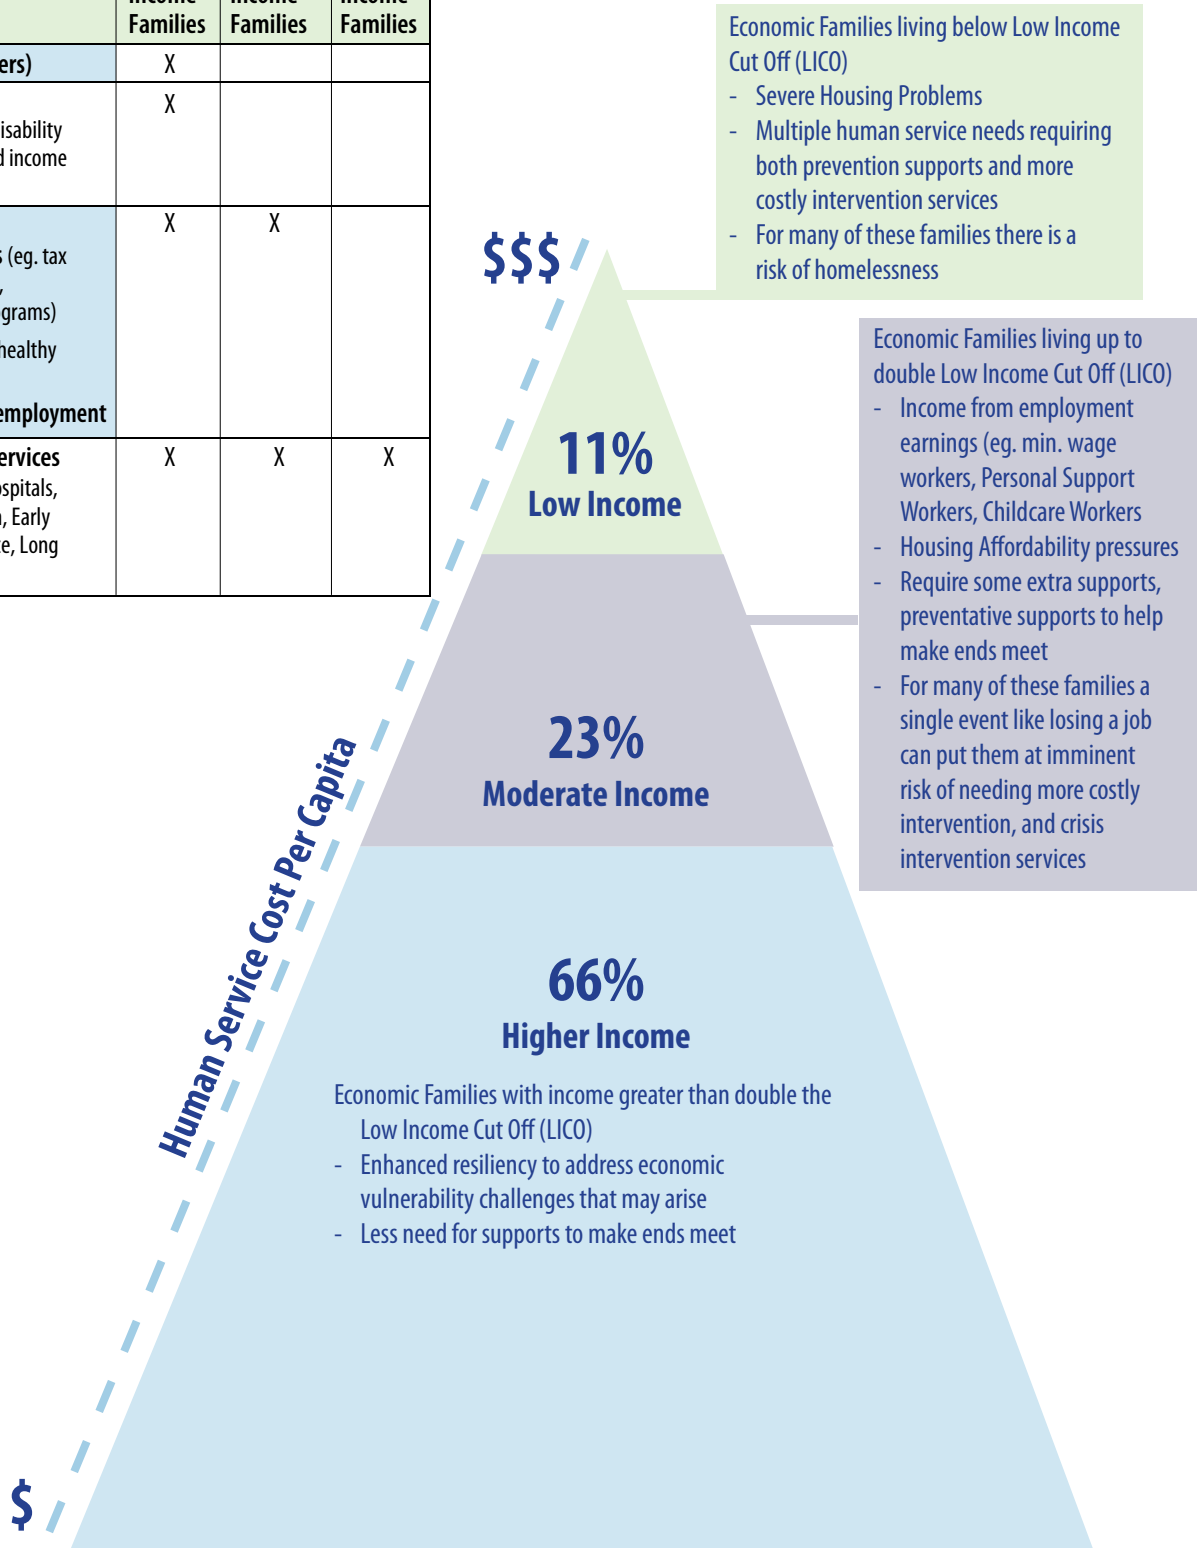 Families Families Families
X
X
X X
(eg. tax
healthy
employment
X X X
Early
Long
Economic Families living below Low Income
Cut Off (LICO)
- Severe Housing Problems
- Multiple human service needs requiring
both prevention supports and more
costly intervention services
- For many of these families there is a
risk of homelessness
Economic Families living up to
double Low Income Cut Off (LICO)
- Income from employment
earnings (eg. min. wage
workers, Personal Support
Workers, Childcare Workers
- Housing Affordability pressures
- Require some extra supports,
preventative supports to help
make ends meet
- For many of these families a
single event like losing a job
can put them at imminent
risk of needing more costly
intervention, and crisis
intervention services
$$$
11%
Low Income
23%
Moderate Income
Human Service Cost Per Capita
66%
Higher Income
Economic Families with income greater than double the
Low Income Cut Off (LICO)
- Enhanced resiliency to address economic
vulnerability challenges that may arise
- Less need for supports to make ends meet
$